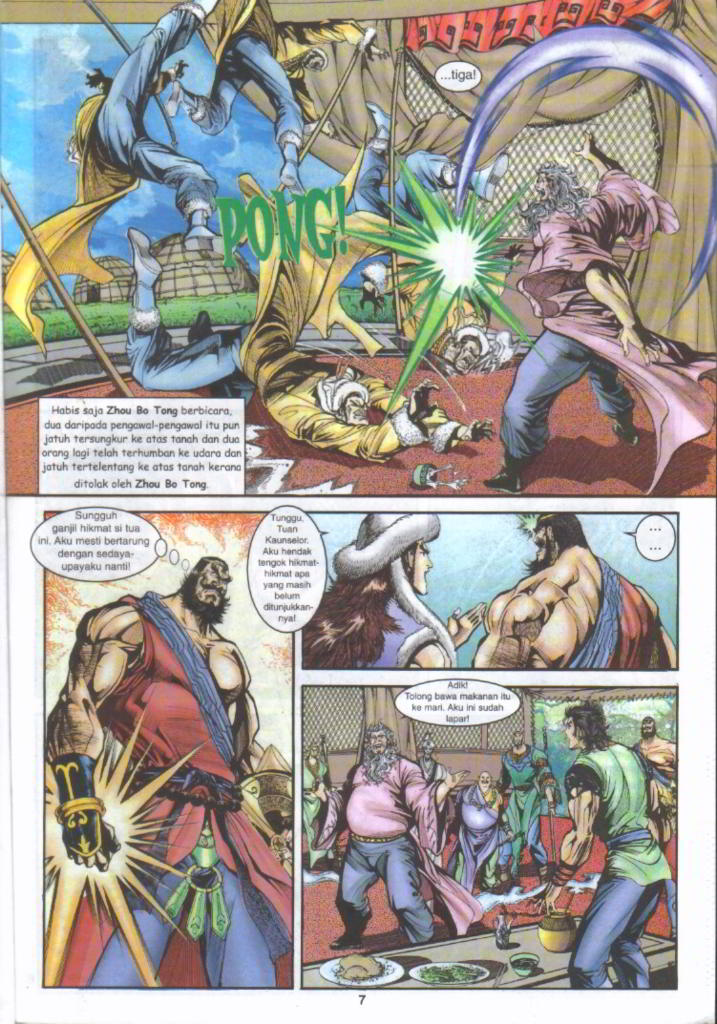 ...tiga!
PONG!
Habis saja Zhou Bo Tong berbicara,
dua daripada pengawal-pengawal itu pun
jatuh tersungkur ke atas tanah dan dua
orang lagi telah terhumban ke udara dan
jatuh tertelentang ke atas tanah kerana
ditolak oleh Zhou Bo Tong.
Sungguh
ganjil hikmat si tua
ini. Aku mesti bertarung
dengan sedaya-
upayaku nanti!
Tunggu,
Tuan
Kaunselor.
Aku hendak
tengok hikmat-
hikmat apa
yang masih
belum
ditunjukkan-
nya!
...
...
Adik!
Tolong bawa makanan itu
ke mari. Aku ini sudah
lapar!
7